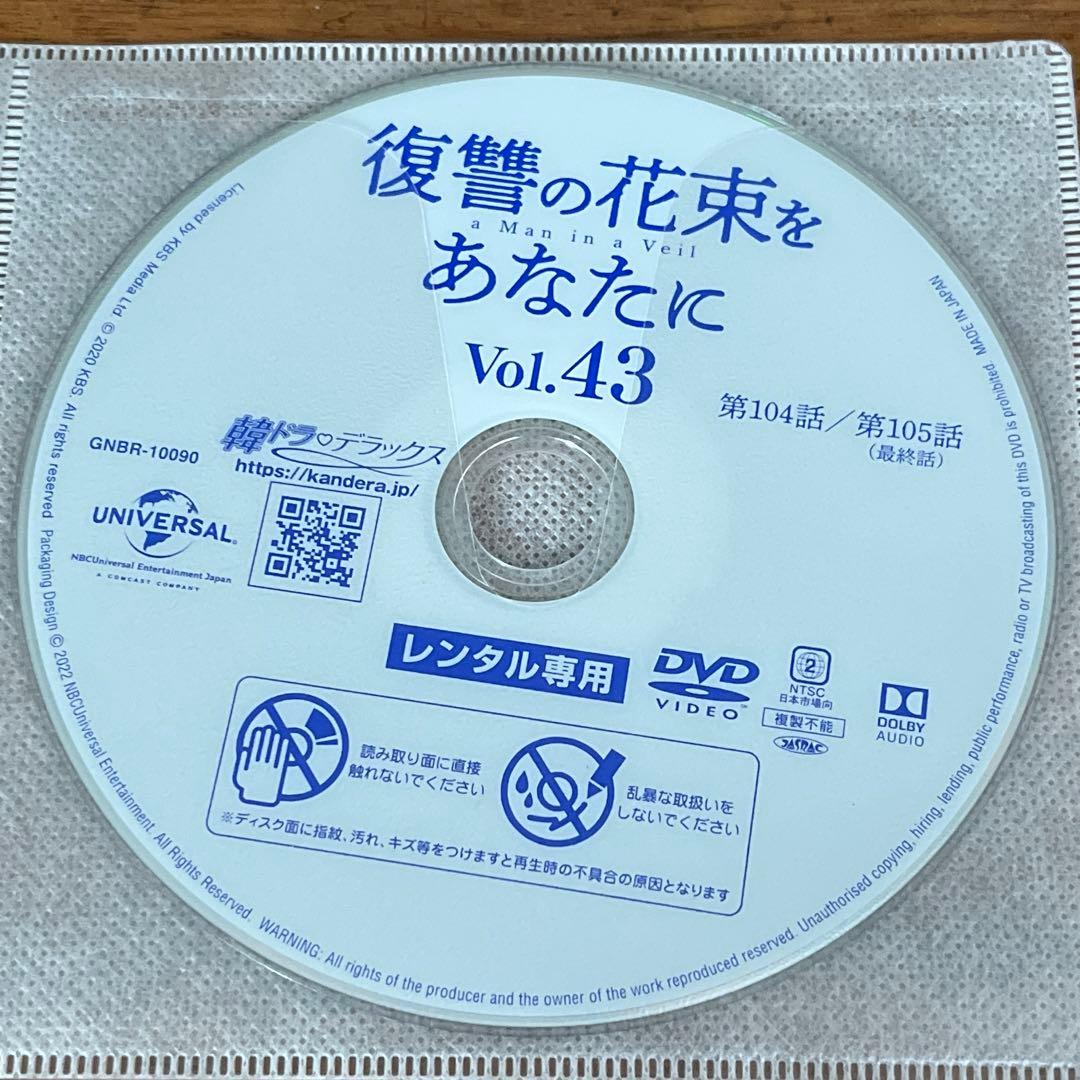 復讐の花束を
a Man in a Veil
あなたに
Vol.43
第104話／第105話
（最終話）
韓ドラ♡デラックス
https://kandera.jp/
GNBR-10090
UNIVERSAL
NBCUniversal Entertainment Japan
A COMCAST COMPANY
レンタル専用
DVD
VIDEO
2
NTSC
日本市場向
複製不能
JASRAC
DOLBY
AUDIO
読み取り面に直接
触れないでください
乱暴な取扱いを
しないでください
※ディスク面に指紋、汚れ、キズ等をつけますと再生時の不具合の原因となります
Licensed by KBS Media Ltd. © 2020 KBS. All rights reserved Packaging Design © 2022 NBCUniversal Entertainment. All Rights Reserved. WARNING: All rights of the producer and the owner of the work reproduced reserved. Unauthorised copying, hiring, lending, public performance, radio or TV broadcasting of this DVD is prohibited. MADE IN JAPAN